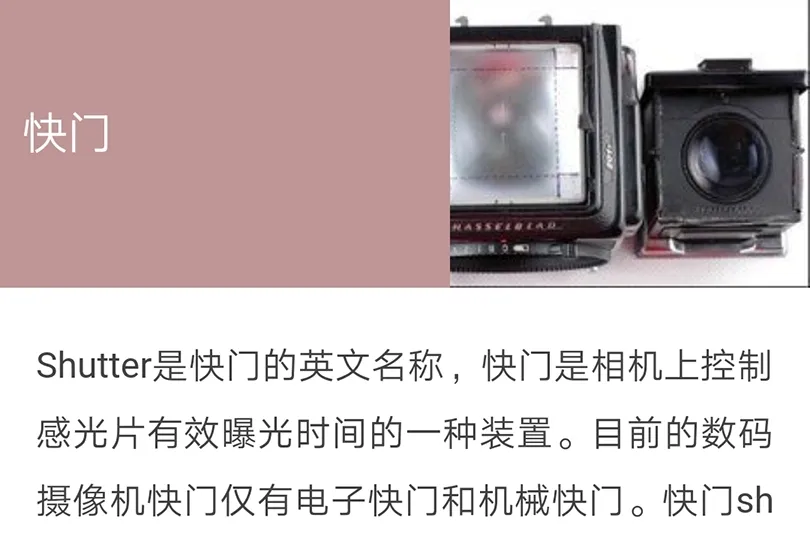 快门
HASSELBLAD
Shutter是快门的英文名称，快门是相机上控制
感光片有效曝光时间的一种装置。目前的数码
摄像机快门仅有电子快门和机械快门。快门sh